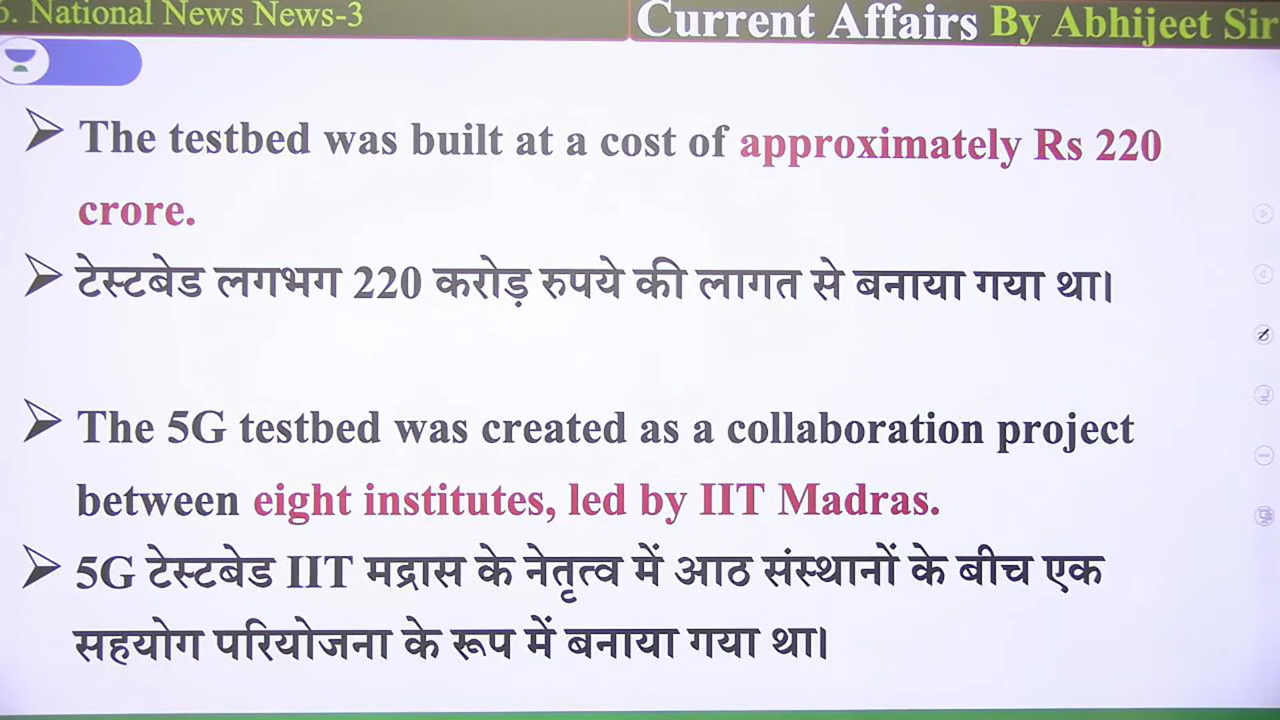 6. National News News-3
Current Affairs By Abhijeet Sir
The testbed was built at a cost of approximately Rs 220
crore.
टेस्टबेड लगभग 220 करोड़ रुपये की लागत से बनाया गया था।
The 5G testbed was created as a collaboration project
between eight institutes, led by IIT Madras.
5G टेस्टबेड IIT मद्रास के नेतृत्व में आठ संस्थानों के बीच एक
सहयोग परियोजना के रूप में बनाया गया था।